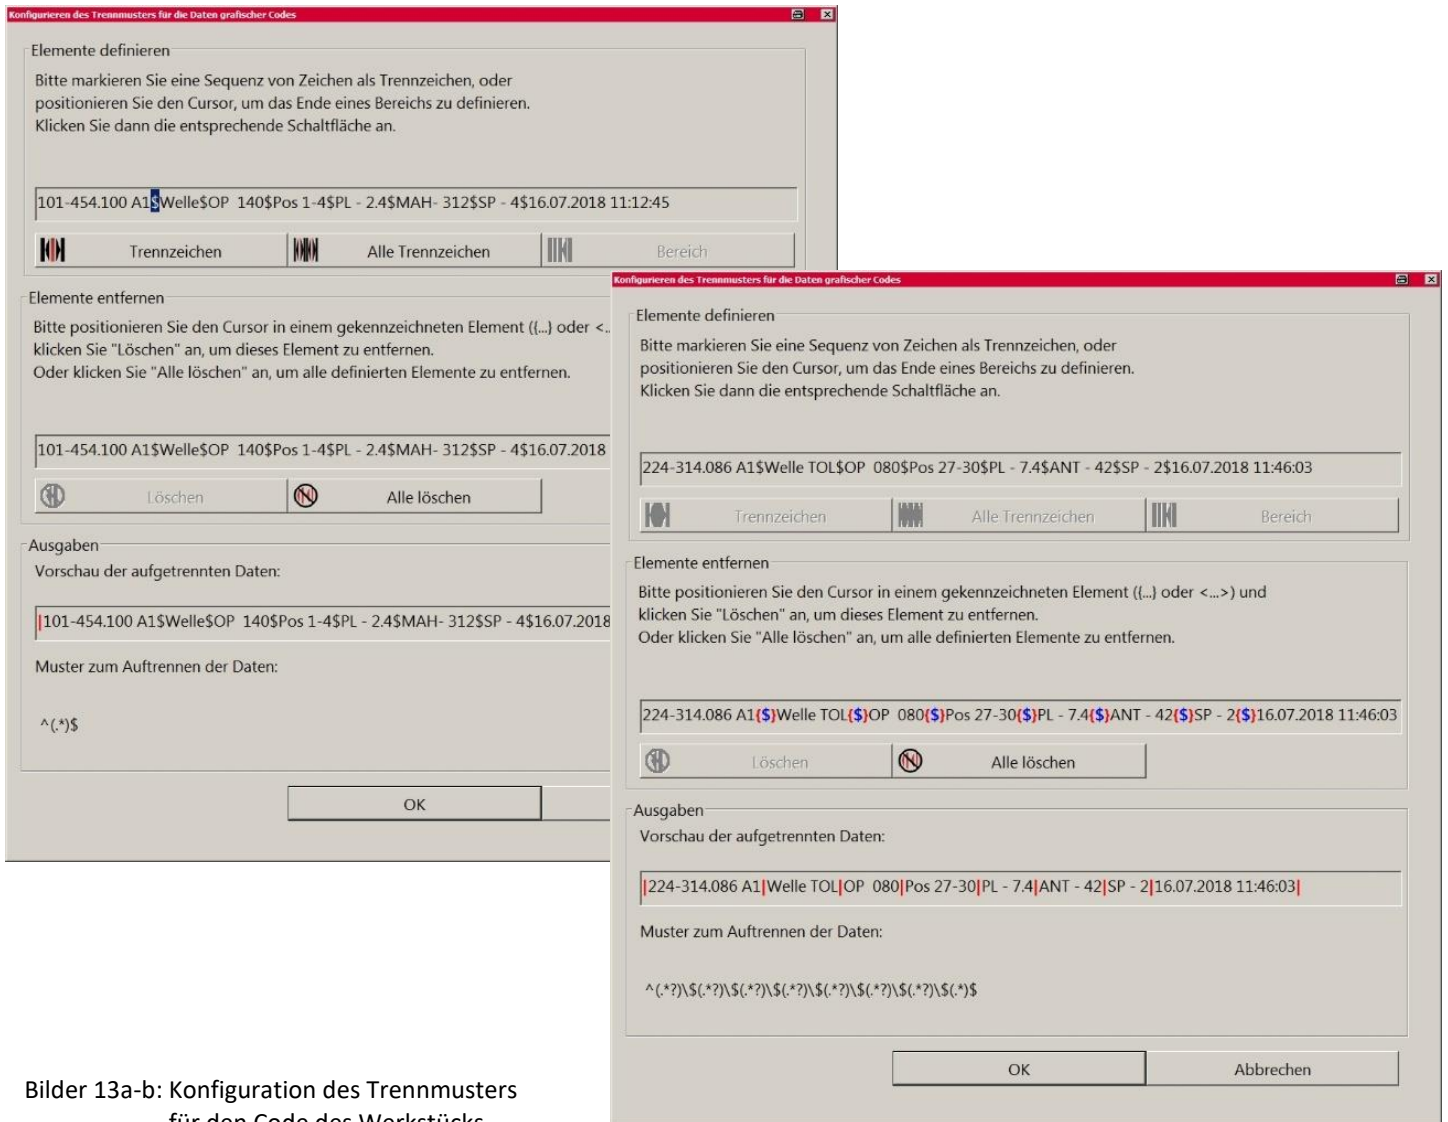 Konfigurieren des Trennmusters für die Daten grafischer Codes
Elemente definieren
Bitte markieren Sie eine Sequenz von Zeichen als Trennzeichen, oder
positionieren Sie den Cursor, um das Ende eines Bereichs zu definieren.
Klicken Sie dann die entsprechende Schaltfläche an.
101-454.100 A1$Welle$OP  140$Pos 1-4$PL - 2.4$MAH- 312$SP - 4$16.07.2018 11:12:45
Trennzeichen
Alle Trennzeichen
Bereich
Elemente entfernen
Bitte positionieren Sie den Cursor in einem gekennzeichneten Element ({...} oder <..
klicken Sie "Löschen" an, um dieses Element zu entfernen.
Oder klicken Sie "Alle löschen" an, um alle definierten Elemente zu entfernen.
101-454.100 A1$Welle$OP  140$Pos 1-4$PL - 2.4$MAH- 312$SP - 4$16.07.2018
Löschen
Alle löschen
Ausgaben
Vorschau der aufgetrennten Daten:
|101-454.100 A1$Welle$OP  140$Pos 1-4$PL - 2.4$MAH- 312$SP - 4$16.07.2018
Muster zum Auftrennen der Daten:
^(.*)$
OK
Konfigurieren des Trennmusters für die Daten grafischer Codes
Elemente definieren
Bitte markieren Sie eine Sequenz von Zeichen als Trennzeichen, oder
positionieren Sie den Cursor, um das Ende eines Bereichs zu definieren.
Klicken Sie dann die entsprechende Schaltfläche an.
224-314.086 A1$Welle TOL$OP  080$Pos 27-30$PL - 7.4$ANT - 42$SP - 2$16.07.2018 11:46:03
Trennzeichen
Alle Trennzeichen
Bereich
Elemente entfernen
Bitte positionieren Sie den Cursor in einem gekennzeichneten Element ({...} oder <...>) und
klicken Sie "Löschen" an, um dieses Element zu entfernen.
Oder klicken Sie "Alle löschen" an, um alle definierten Elemente zu entfernen.
224-314.086 A1{$}Welle TOL{$}OP  080{$}Pos 27-30{$}PL - 7.4{$}ANT - 42{$}SP - 2{$}16.07.2018 11:46:03
Löschen
Alle löschen
Ausgaben
Vorschau der aufgetrennten Daten:
|224-314.086 A1|Welle TOL|OP  080|Pos 27-30|PL - 7.4|ANT - 42|SP - 2|16.07.2018 11:46:03|
Muster zum Auftrennen der Daten:
^(.*?)\$(.*?)\$(.*?)\$(.*?)\$(.*?)\$(.*?)\$(.*?)\$(.*)$
OK
Abbrechen
Bilder 13a-b: Konfiguration des Trennmusters
für den Code des Werkstücks